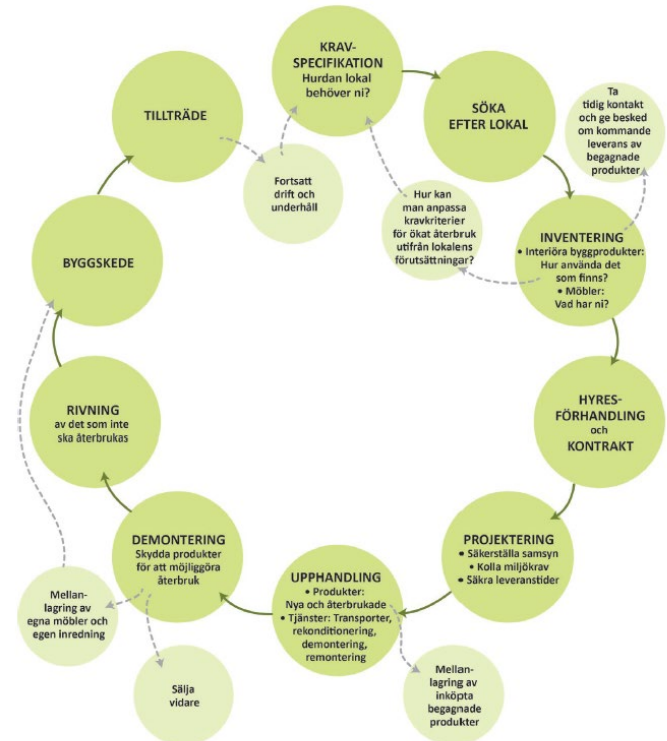 KRAV-
SPECIFIKATION
Hurdan lokal
behöver ni?
SÖKA
EFTER LOKAL
Ta
tidig kontakt
och ge besked
om kommande
leverans av
begagnade
produkter
INVENTERING
• Interiöra byggprodukter:
Hur använda det
som finns?
• Möbler:
Vad har ni?
Hur kan
man anpassa
kravkriterier
för ökat återbruk
utifrån lokalens
förutsättningar?
HYRES-
FÖRHANDLING
och
KONTRAKT
PROJEKTERING
• Säkerställa samsyn
• Kolla miljökrav
• Säkra leveranstider
UPPHANDLING
• Produkter:
Nya och återbrukade
• Tjänster: Transporter,
rekonditionering,
demontering,
remontering
Mellan-
lagring av
inköpta
begagnade
produkter
DEMONTERING
Skydda produkter
för att möjliggöra
återbruk
Sälja
vidare
Mellan-
lagring av
egna möbler och
egen inredning
RIVNING
av det som inte
ska återbrukas
BYGGSKEDE
TILLTRÄDE
Fortsatt
drift och
underhåll